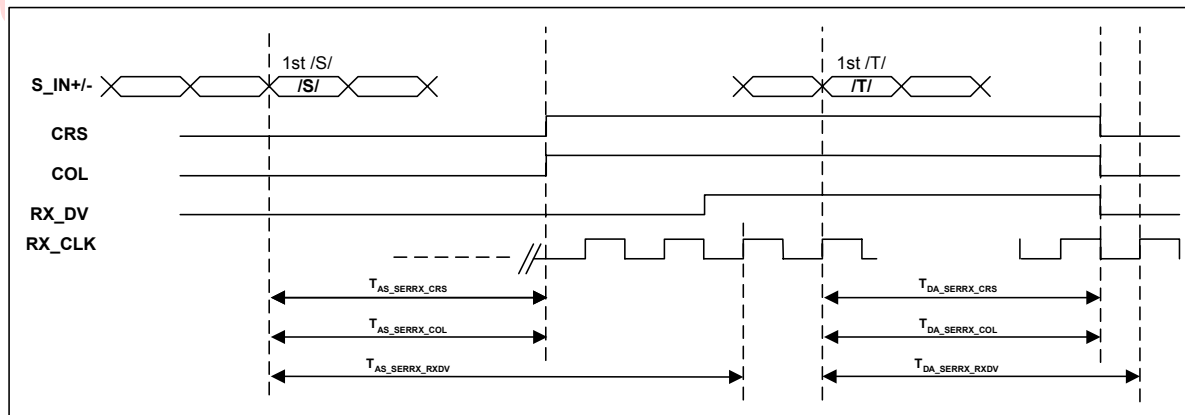 1st /S/
1st /T/
S_IN+/-
/S/
/T/
CRS
COL
RX_DV
RX_CLK
TAS_SERRX_CRS
TDA_SERRX_CRS
TAS_SERRX_COL
TDA_SERRX_COL
TAS_SERRX_RXDV
TDA_SERRX_RXDV